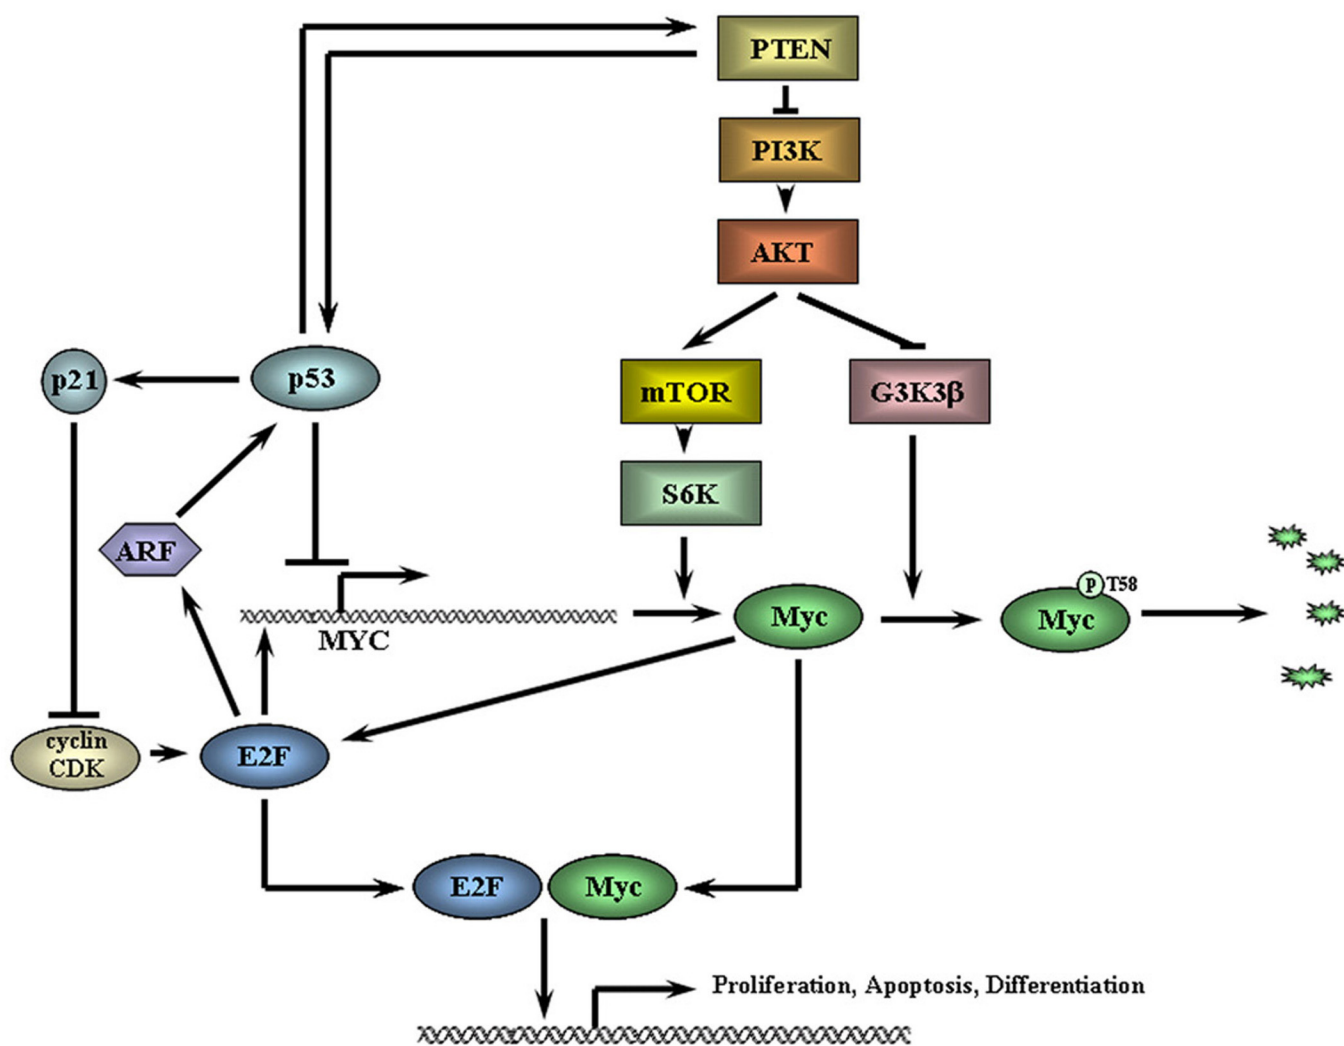 PTEN
PI3K
AKT
p21
p53
mTOR
G3K3β
S6K
ARF
MYC
Myc
Myc
P
T58
cyclin
CDK
E2F
E2F
Myc
Proliferation, Apoptosis, Differentiation